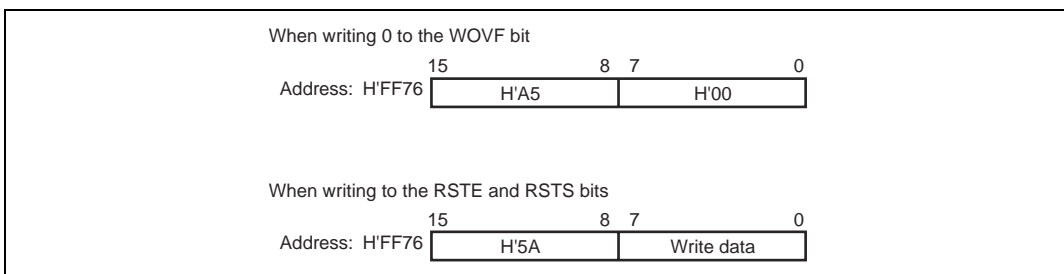 When writing 0 to the WOVF bit
15 8 7 0
Address: H'FF76 H'A5 H'00
When writing to the RSTE and RSTS bits
15 8 7 0
Address: H'FF76 H'5A Write data